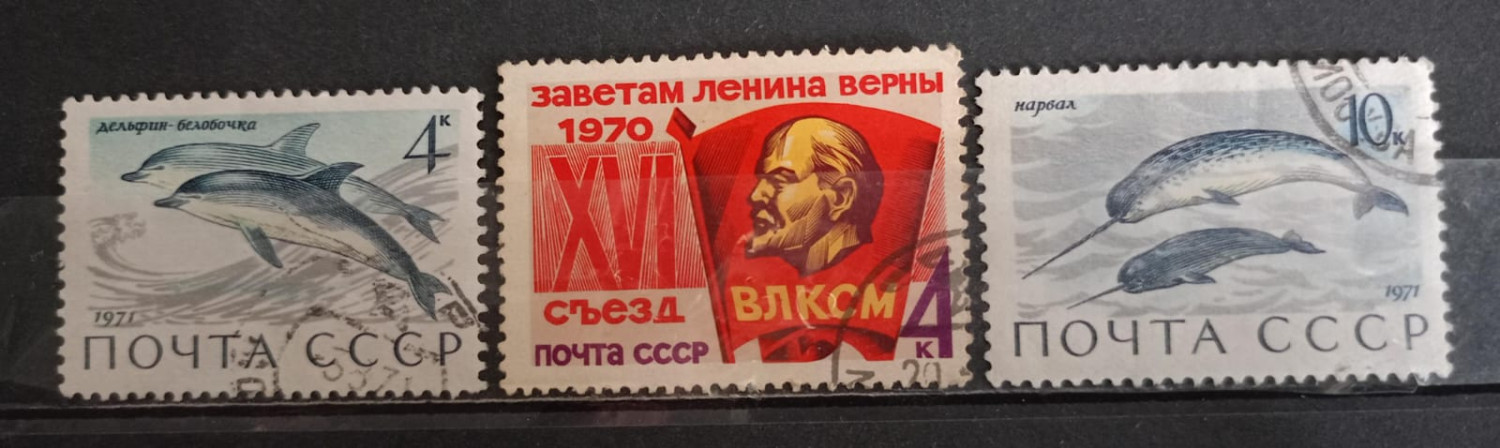 дельфин-белобочка
4к
1971
ПОЧТА СССР
заветам ленина верны
1970
XVI
съезд
ВЛКСМ
почта СССР
4к
нарвал
10к
1971
ПОЧТА СССР